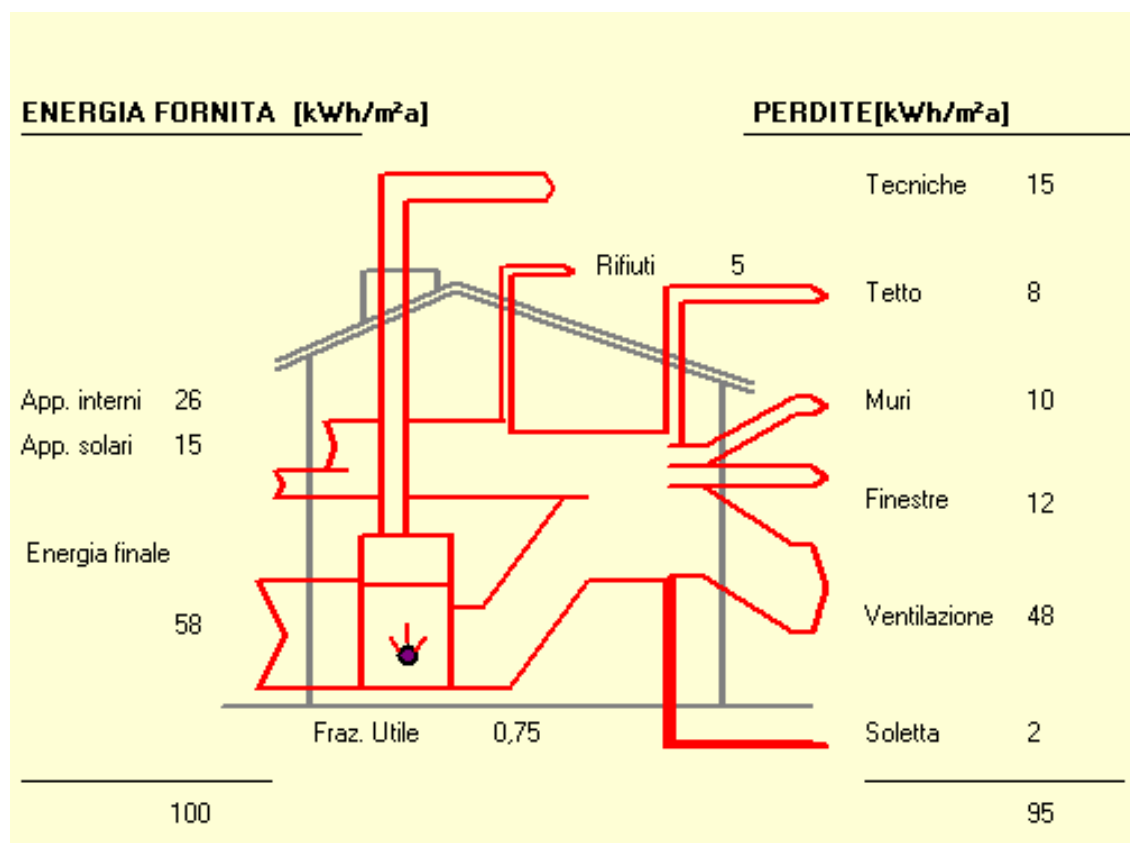 ENERGIA FORNITA [kWh/m²a]
PERDITE[kWh/m²a]
Tecniche 15
Rifiuti 5
Tetto 8
App. interni 26
Muri 10
App. solari 15
Finestre 12
Energia finale
58
Ventilazione 48
Fraz. Utile 0,75
Soletta 2
100
95